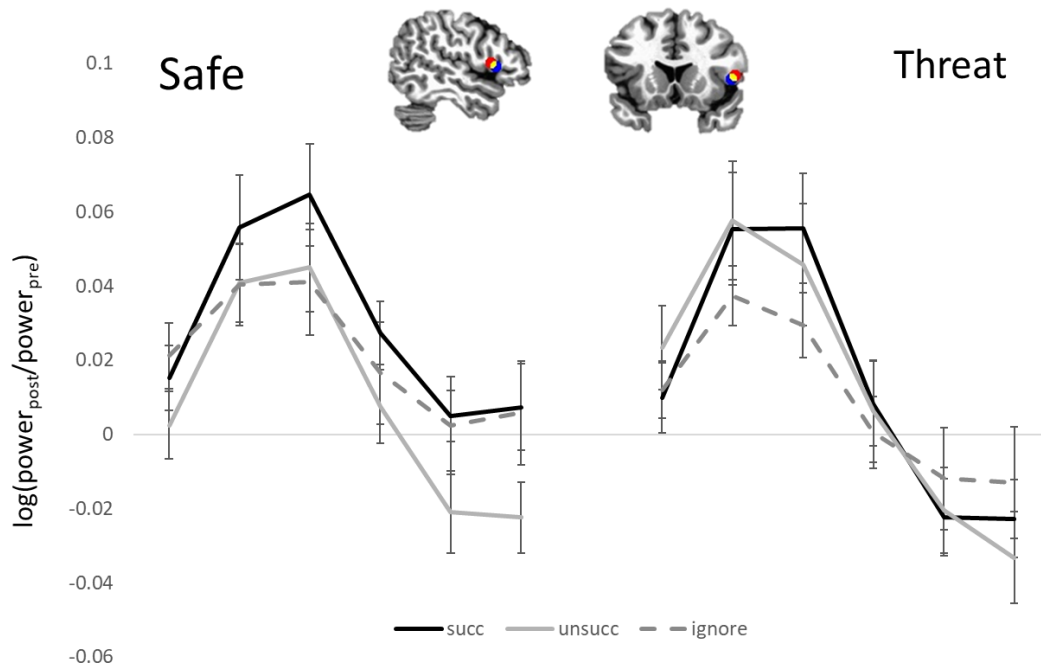 Safe
Threat
0.1
0.08
0.06
0.04
0.02
0
-0.02
-0.04
-0.06
log(power_post/power_pre)
succ
unsucc
ignore